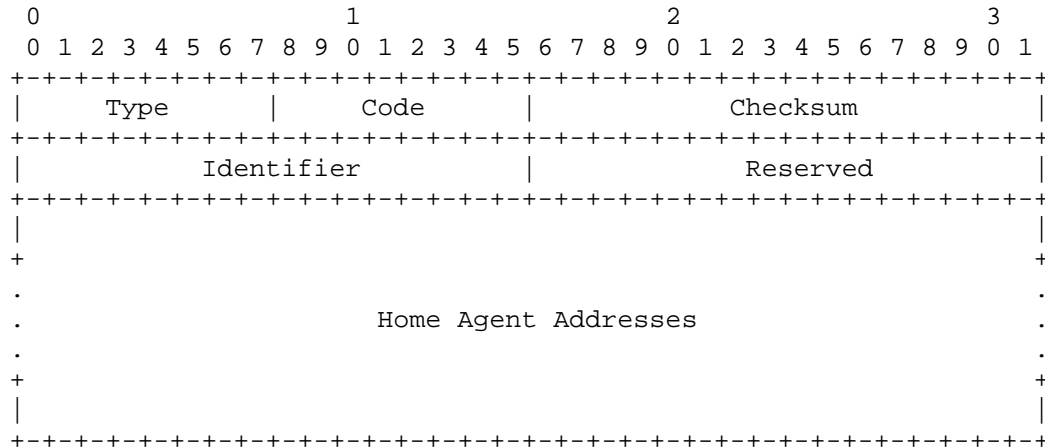 0                   1                   2                   3
 0 1 2 3 4 5 6 7 8 9 0 1 2 3 4 5 6 7 8 9 0 1 2 3 4 5 6 7 8 9 0 1
+-+-+-+-+-+-+-+-+-+-+-+-+-+-+-+-+-+-+-+-+-+-+-+-+-+-+-+-+-+-+-+-+
|     Type      |     Code      |            Checksum           |
+-+-+-+-+-+-+-+-+-+-+-+-+-+-+-+-+-+-+-+-+-+-+-+-+-+-+-+-+-+-+-+-+
|           Identifier          |             Reserved          |
+-+-+-+-+-+-+-+-+-+-+-+-+-+-+-+-+-+-+-+-+-+-+-+-+-+-+-+-+-+-+-+-+
|                                                               |
+                                                               +
.                                                               .
.                      Home Agent Addresses                     .
.                                                               .
+                                                               +
|                                                               |
+-+-+-+-+-+-+-+-+-+-+-+-+-+-+-+-+-+-+-+-+-+-+-+-+-+-+-+-+-+-+-+-+